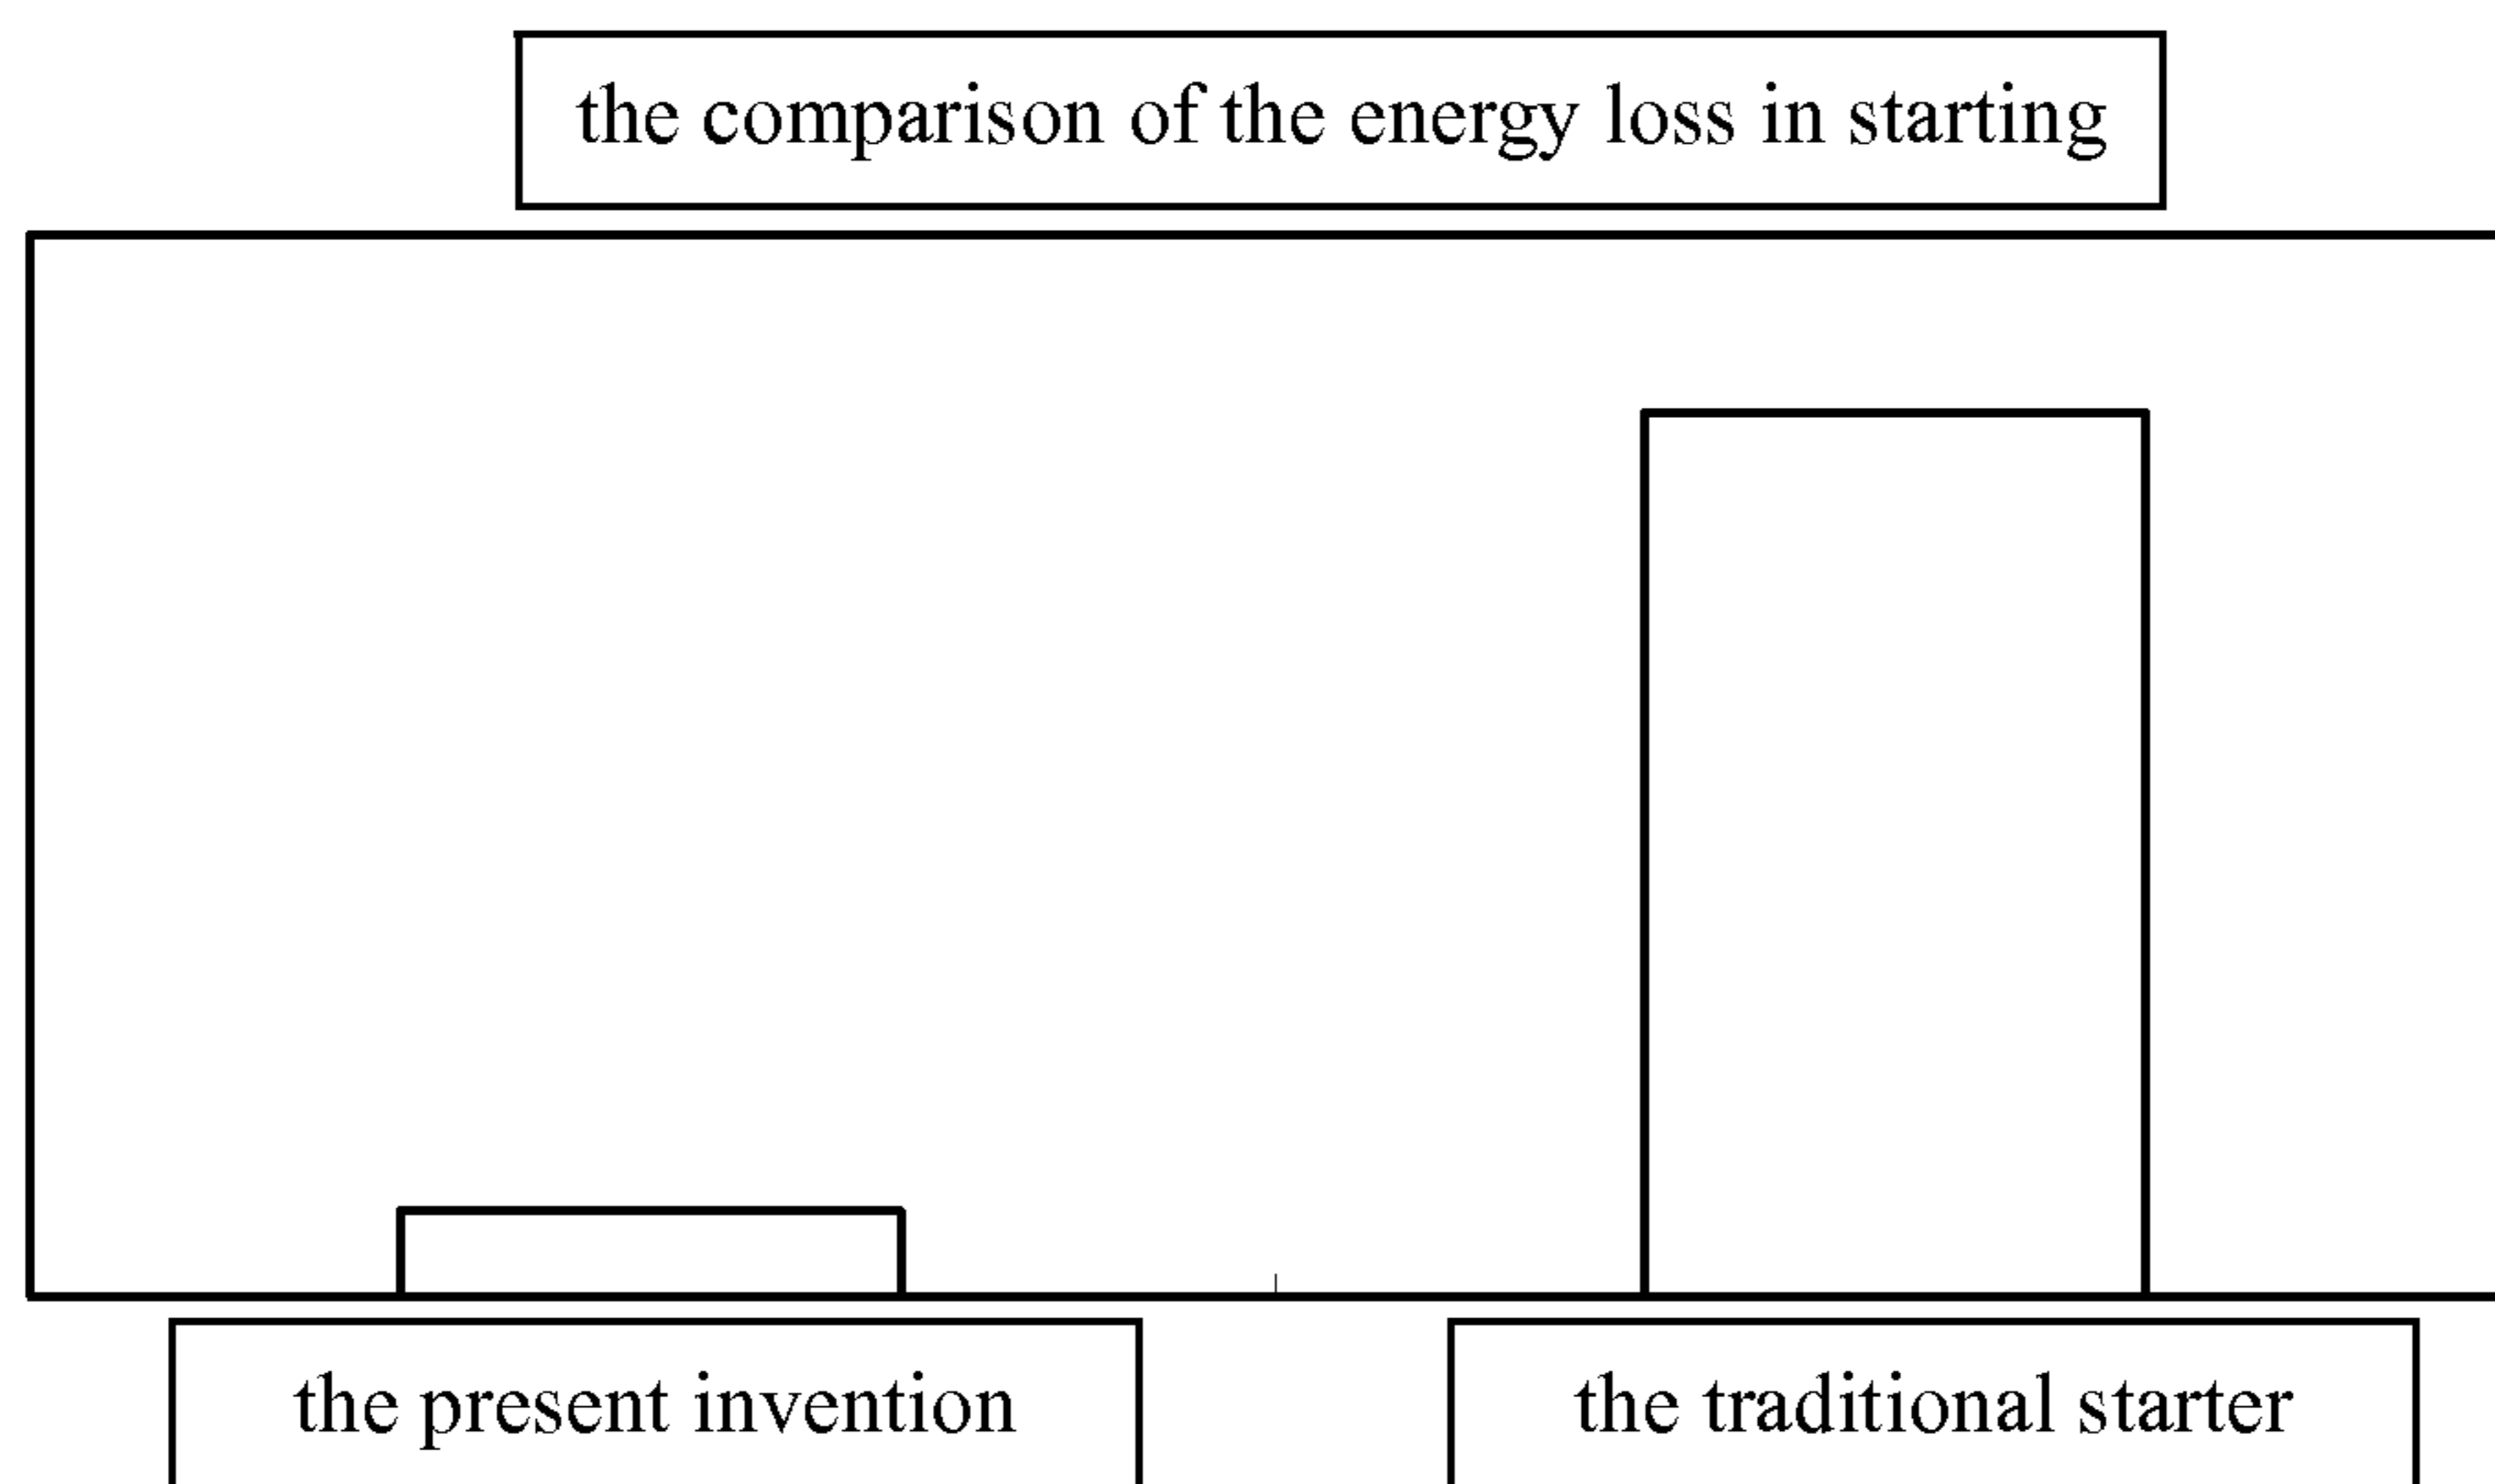 the comparison of the energy loss in starting
the present invention
the traditional starter